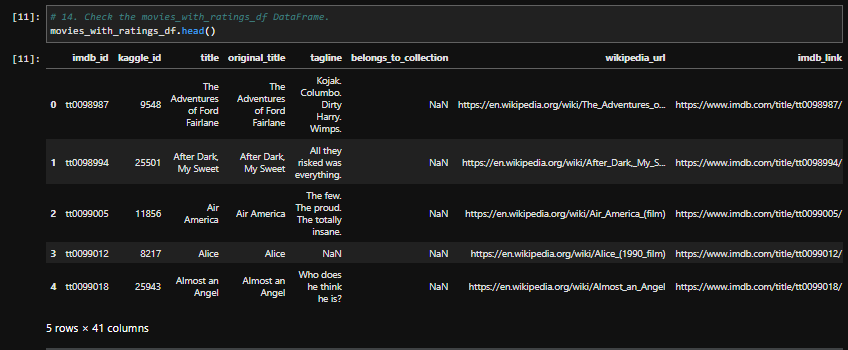 [11]: # 14. Check the movies_with_ratings_df DataFrame.
movies_with_ratings_df.head()
[11]: imdb_id kaggle_id title original_title tagline belongs_to_collection wikipedia_url imdb_link
0 tt0098987 9548 The Adventures of Ford Fairlane The Adventures of Ford Fairlane Kojak. Columbo. Dirty Harry. Wimps. NaN https://en.wikipedia.org/wiki/The_Adventures_o... https://www.imdb.com/title/tt0098987/
1 tt0098994 25501 After Dark, My Sweet After Dark, My Sweet All they risked was everything. NaN https://en.wikipedia.org/wiki/After_Dark,_My_S... https://www.imdb.com/title/tt0098994/
2 tt0099005 11856 Air America Air America The few. The proud. The totally insane. NaN https://en.wikipedia.org/wiki/Air_America_(film) https://www.imdb.com/title/tt0099005/
3 tt0099012 8217 Alice Alice NaN NaN https://en.wikipedia.org/wiki/Alice_(1990_film) https://www.imdb.com/title/tt0099012/
4 tt0099018 25943 Almost an Angel Almost an Angel Who does he think he is? NaN https://en.wikipedia.org/wiki/Almost_an_Angel https://www.imdb.com/title/tt0099018/
5 rows × 41 columns